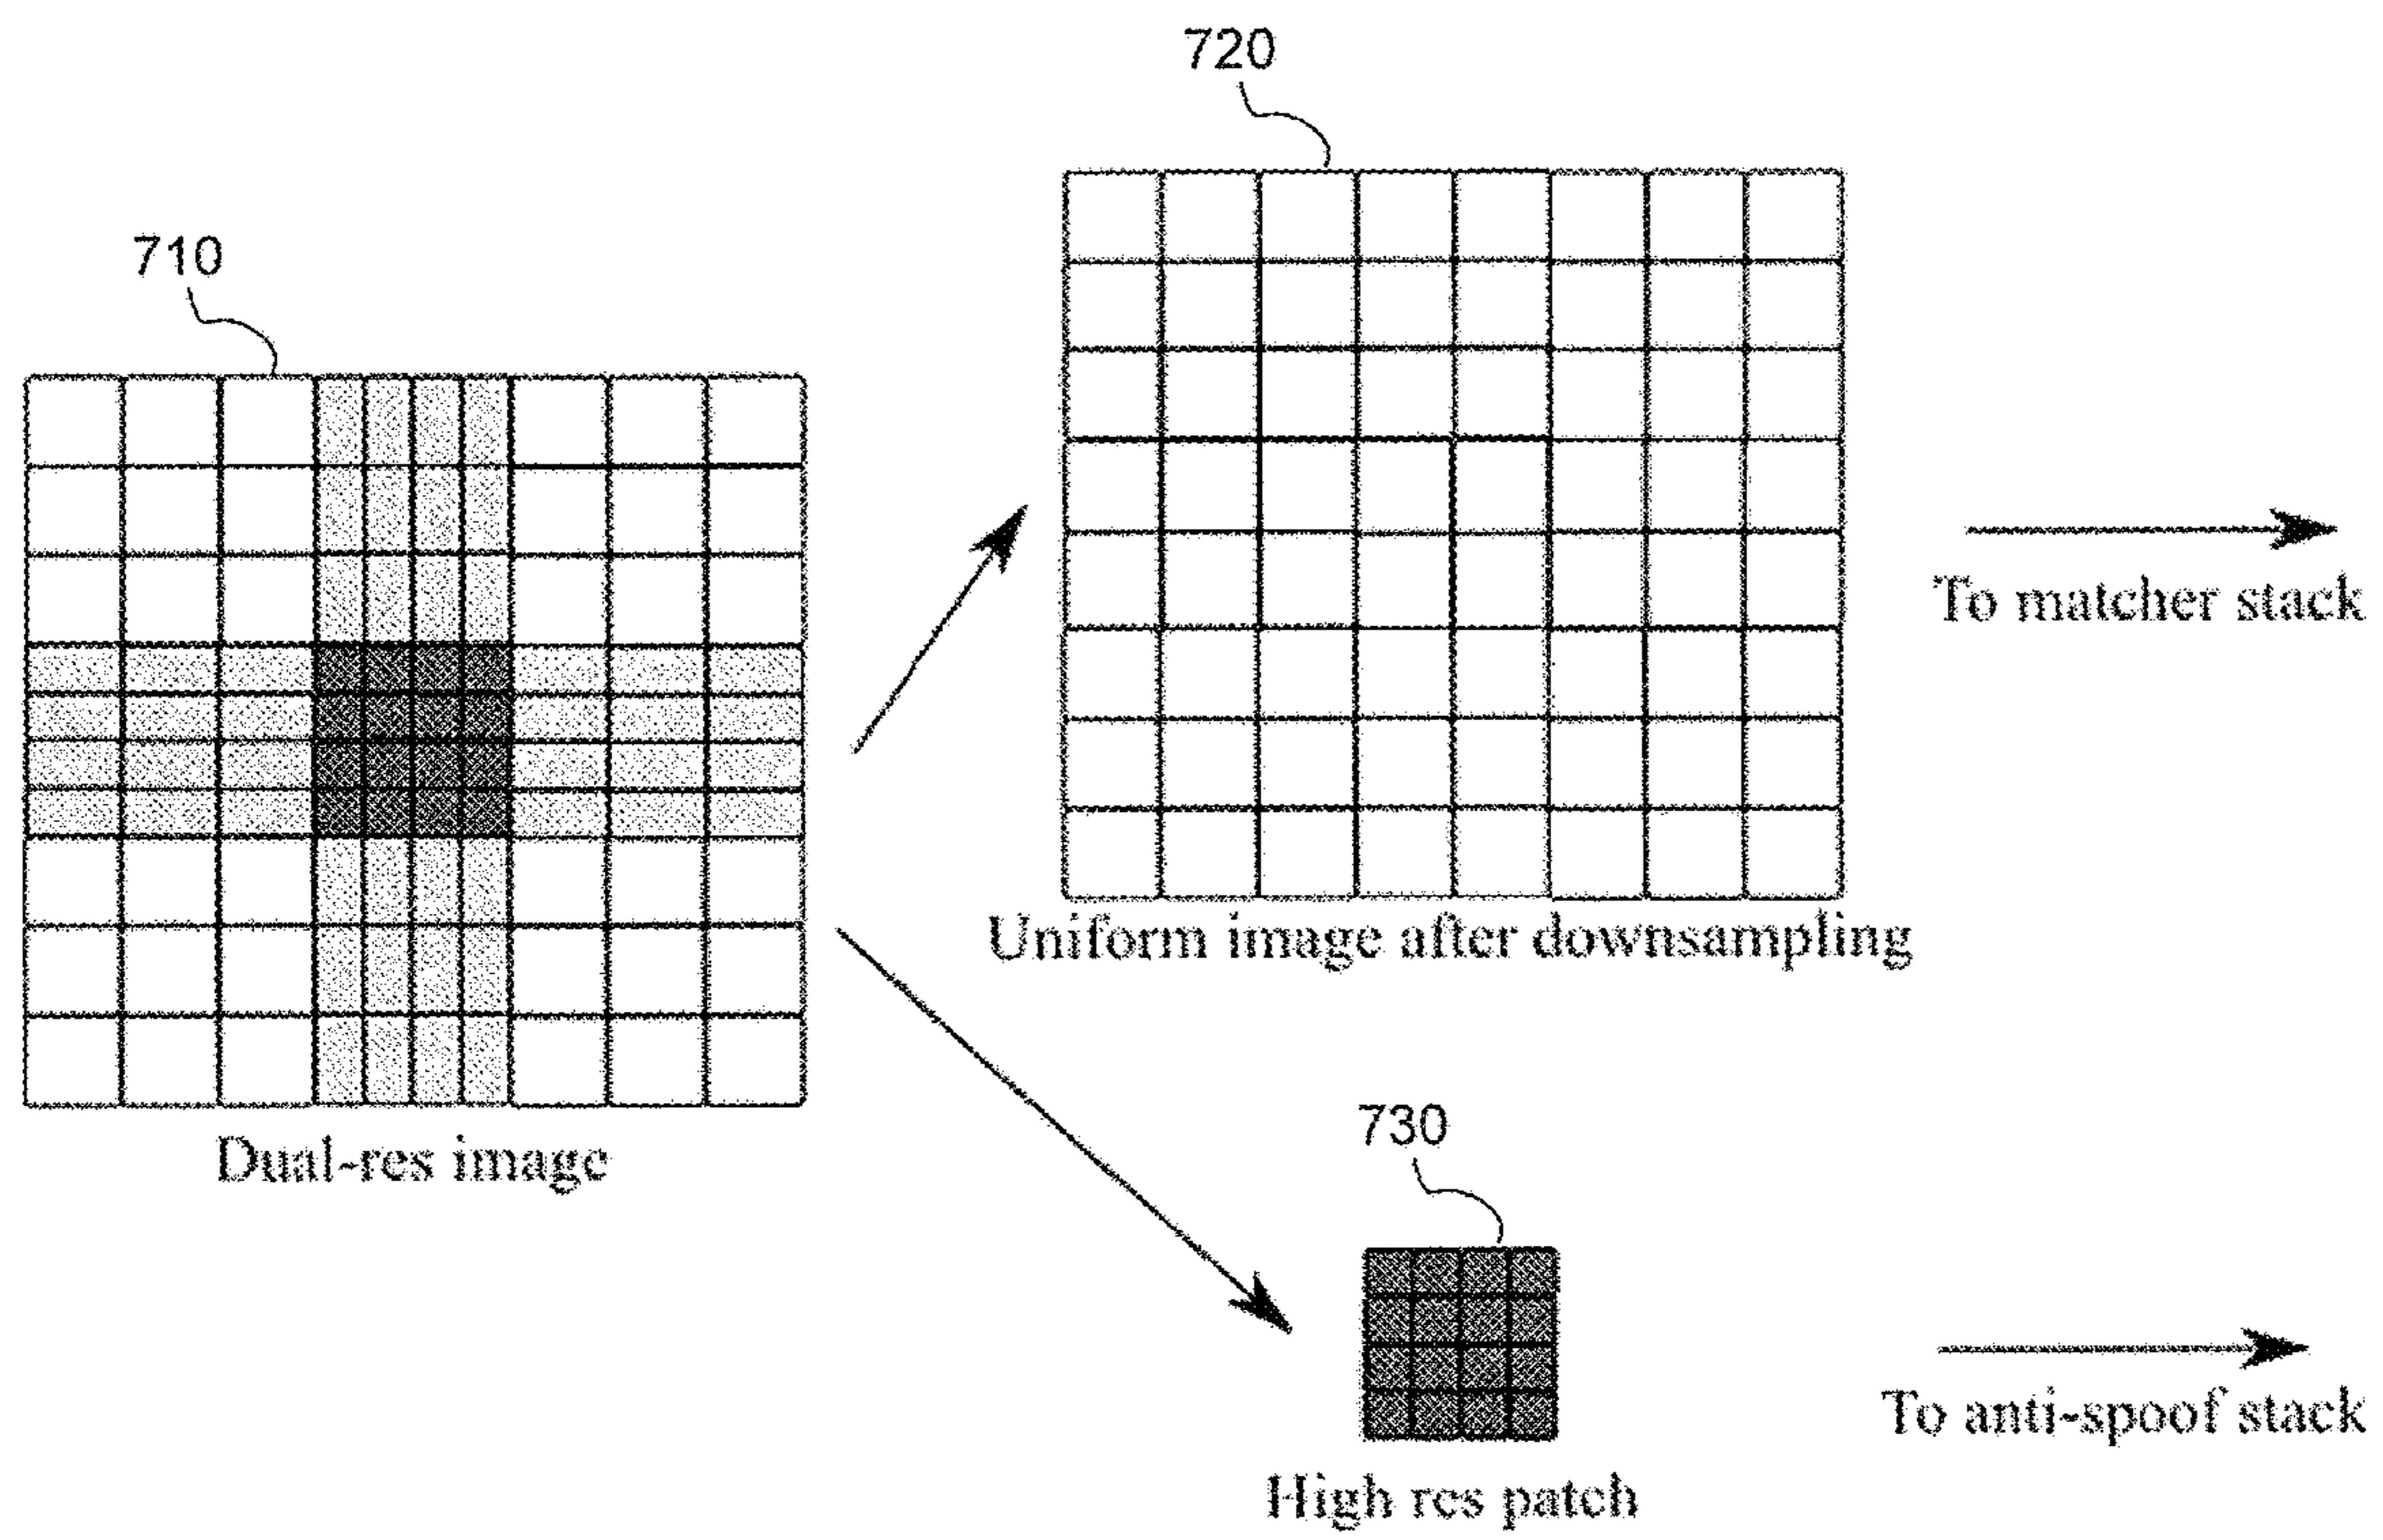 720
710
To matcher stack
Uniform image after downsampling
Dual-res image
730
To anti-spoof stack
High res patch